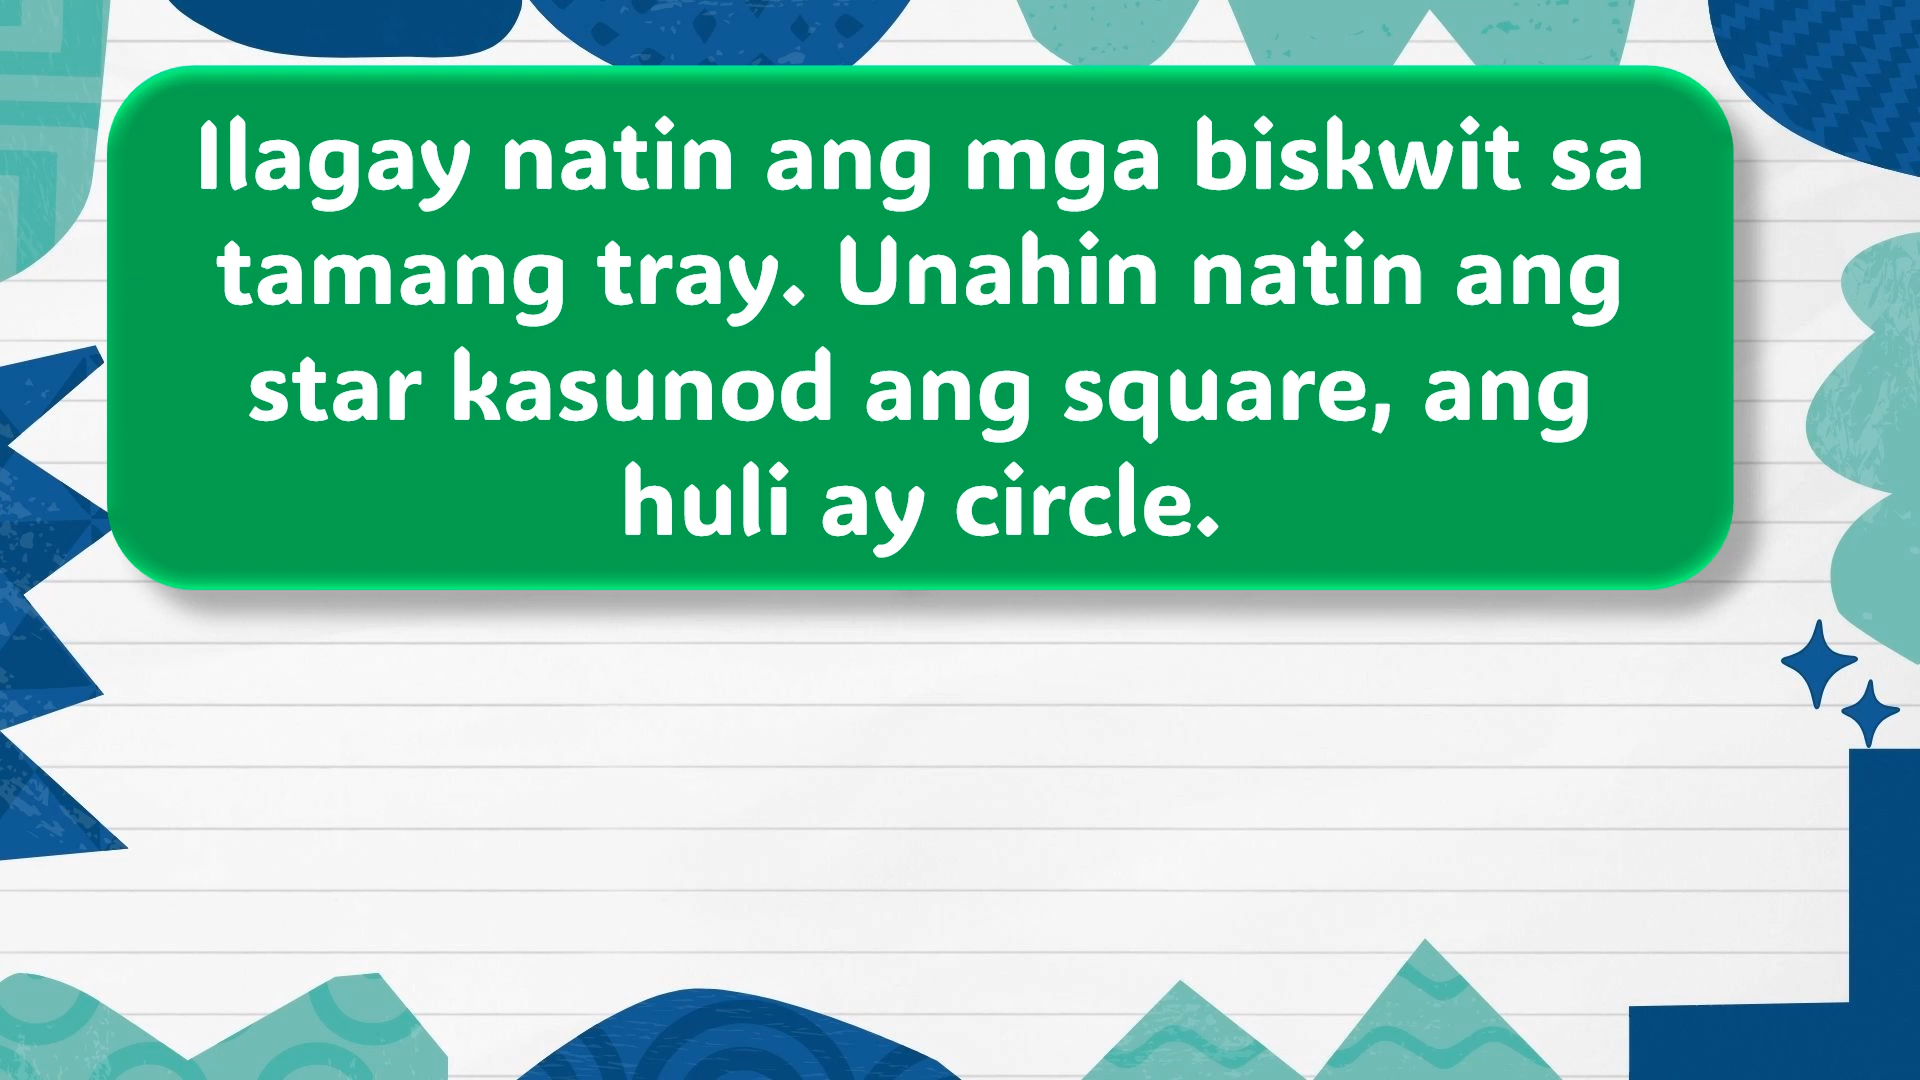 Ilagay natin ang mga biskwit sa
tamang tray. Unahin natin ang
star kasunod ang square, ang
huli ay circle.